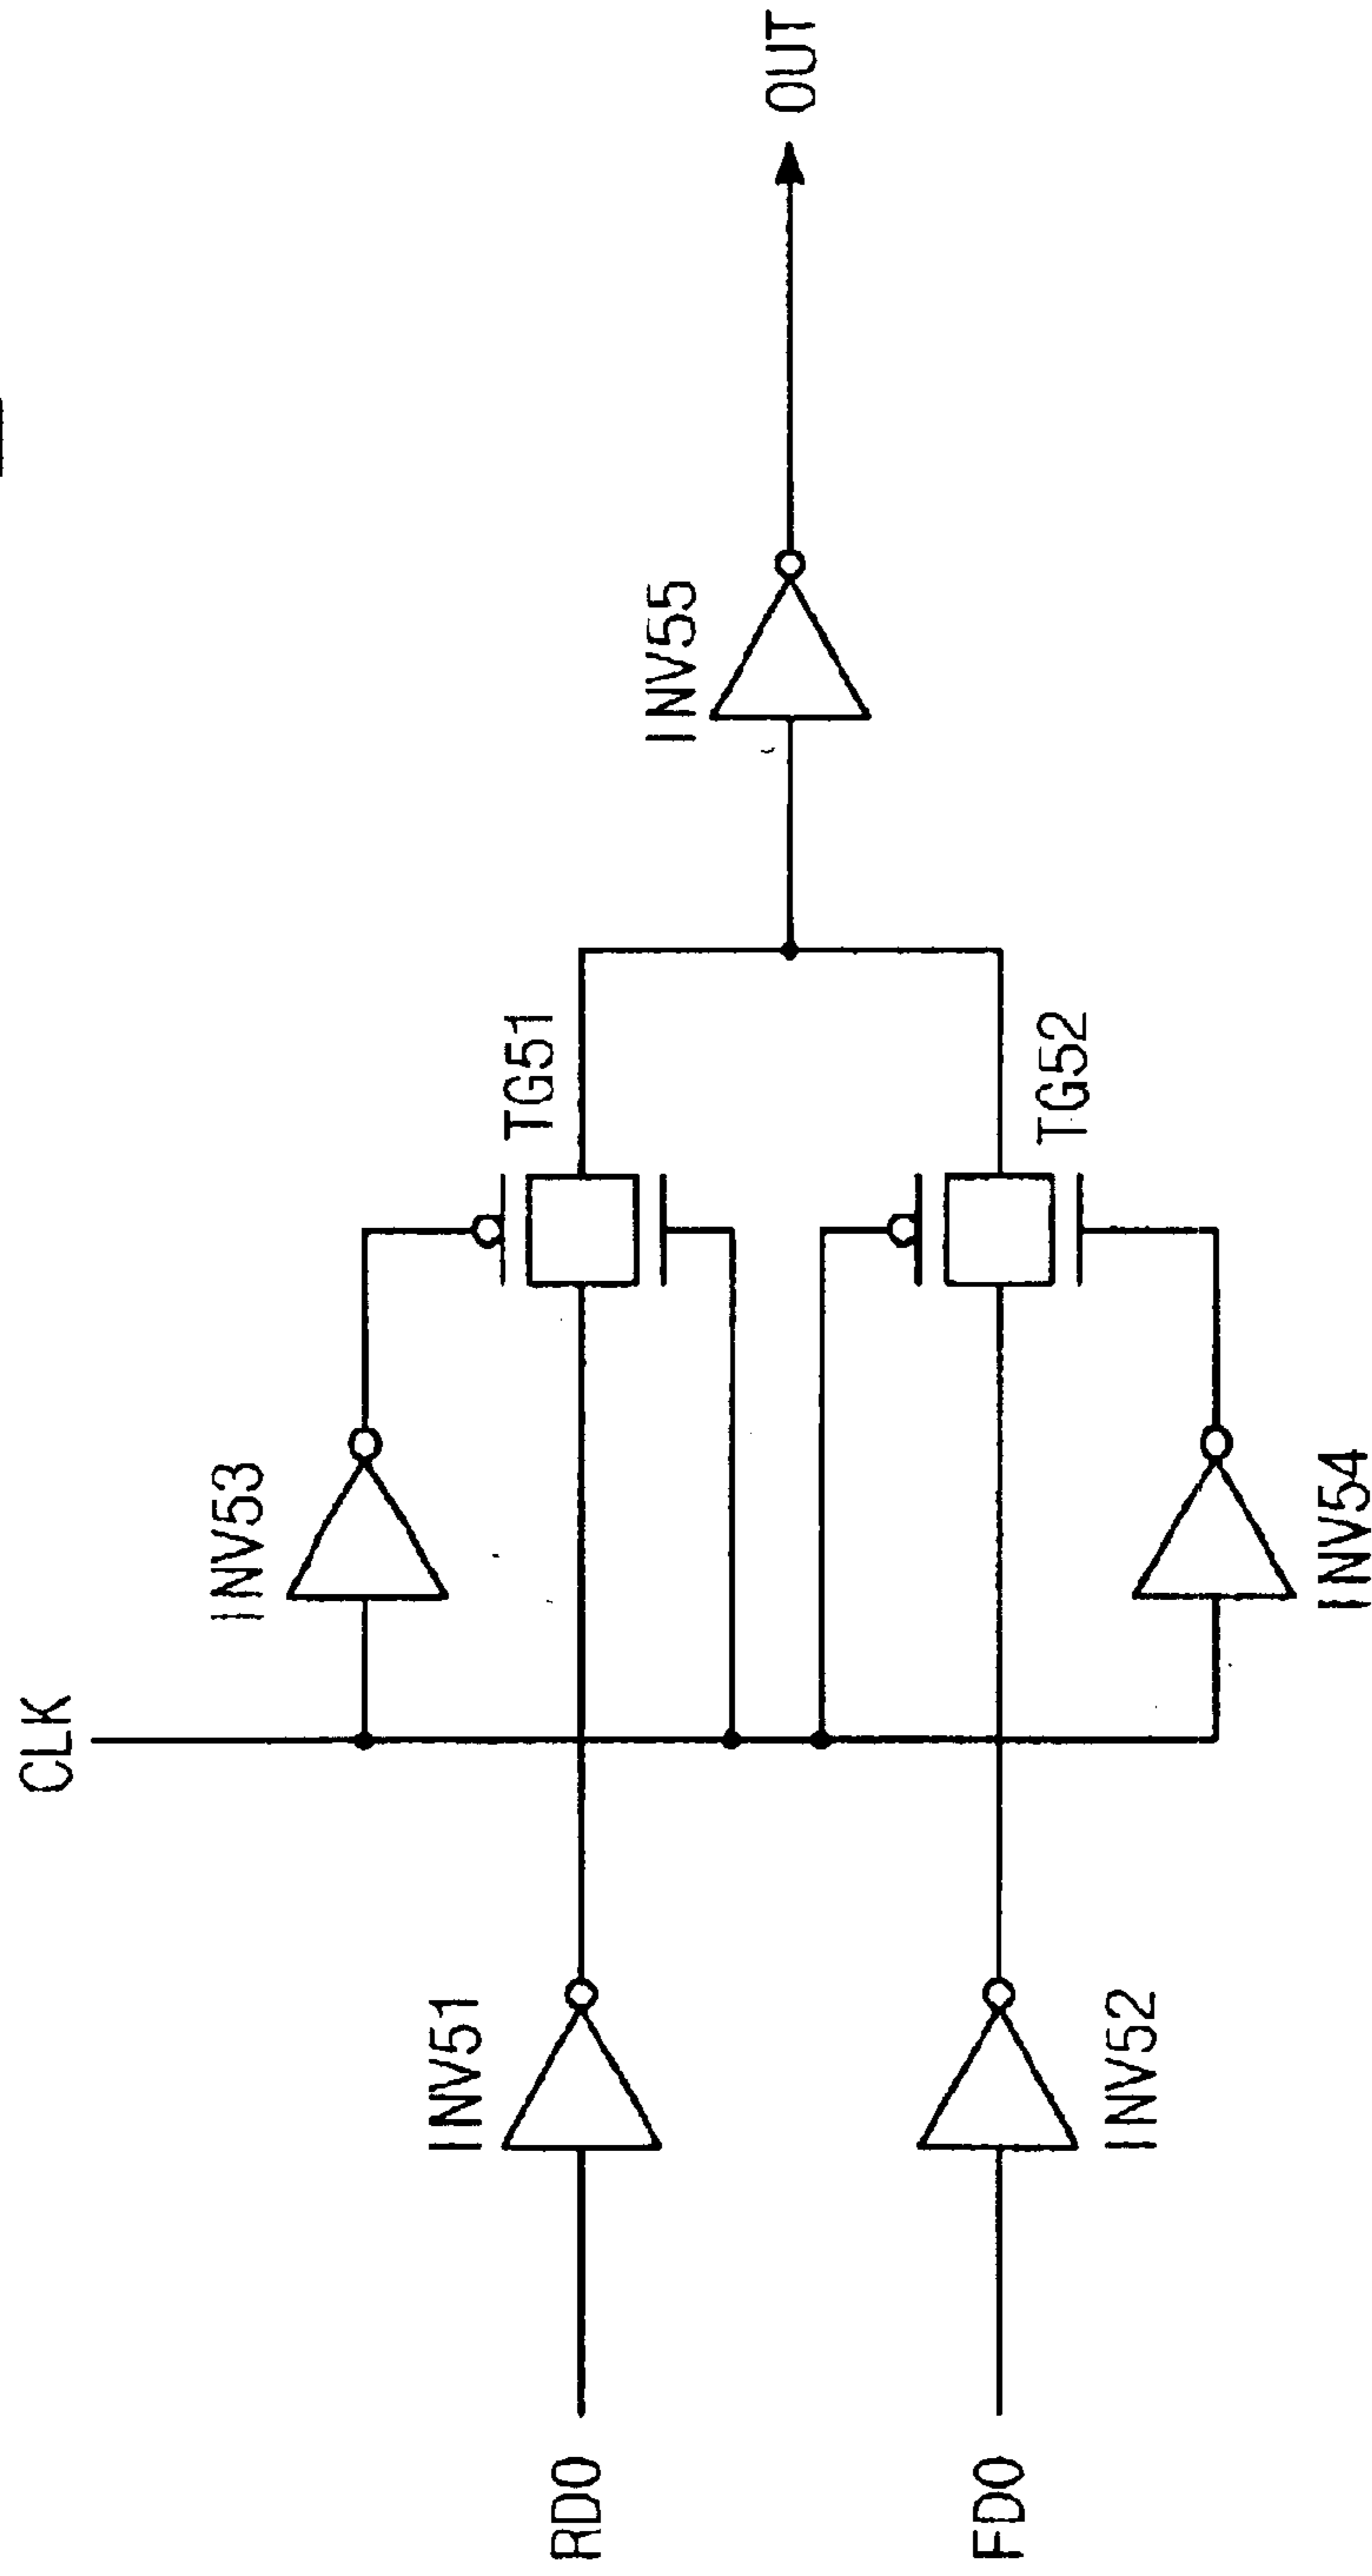 CLK
INV53
INV51
TG51
RDO
INV55
OUT
FDO
INV52
TG52
INV54